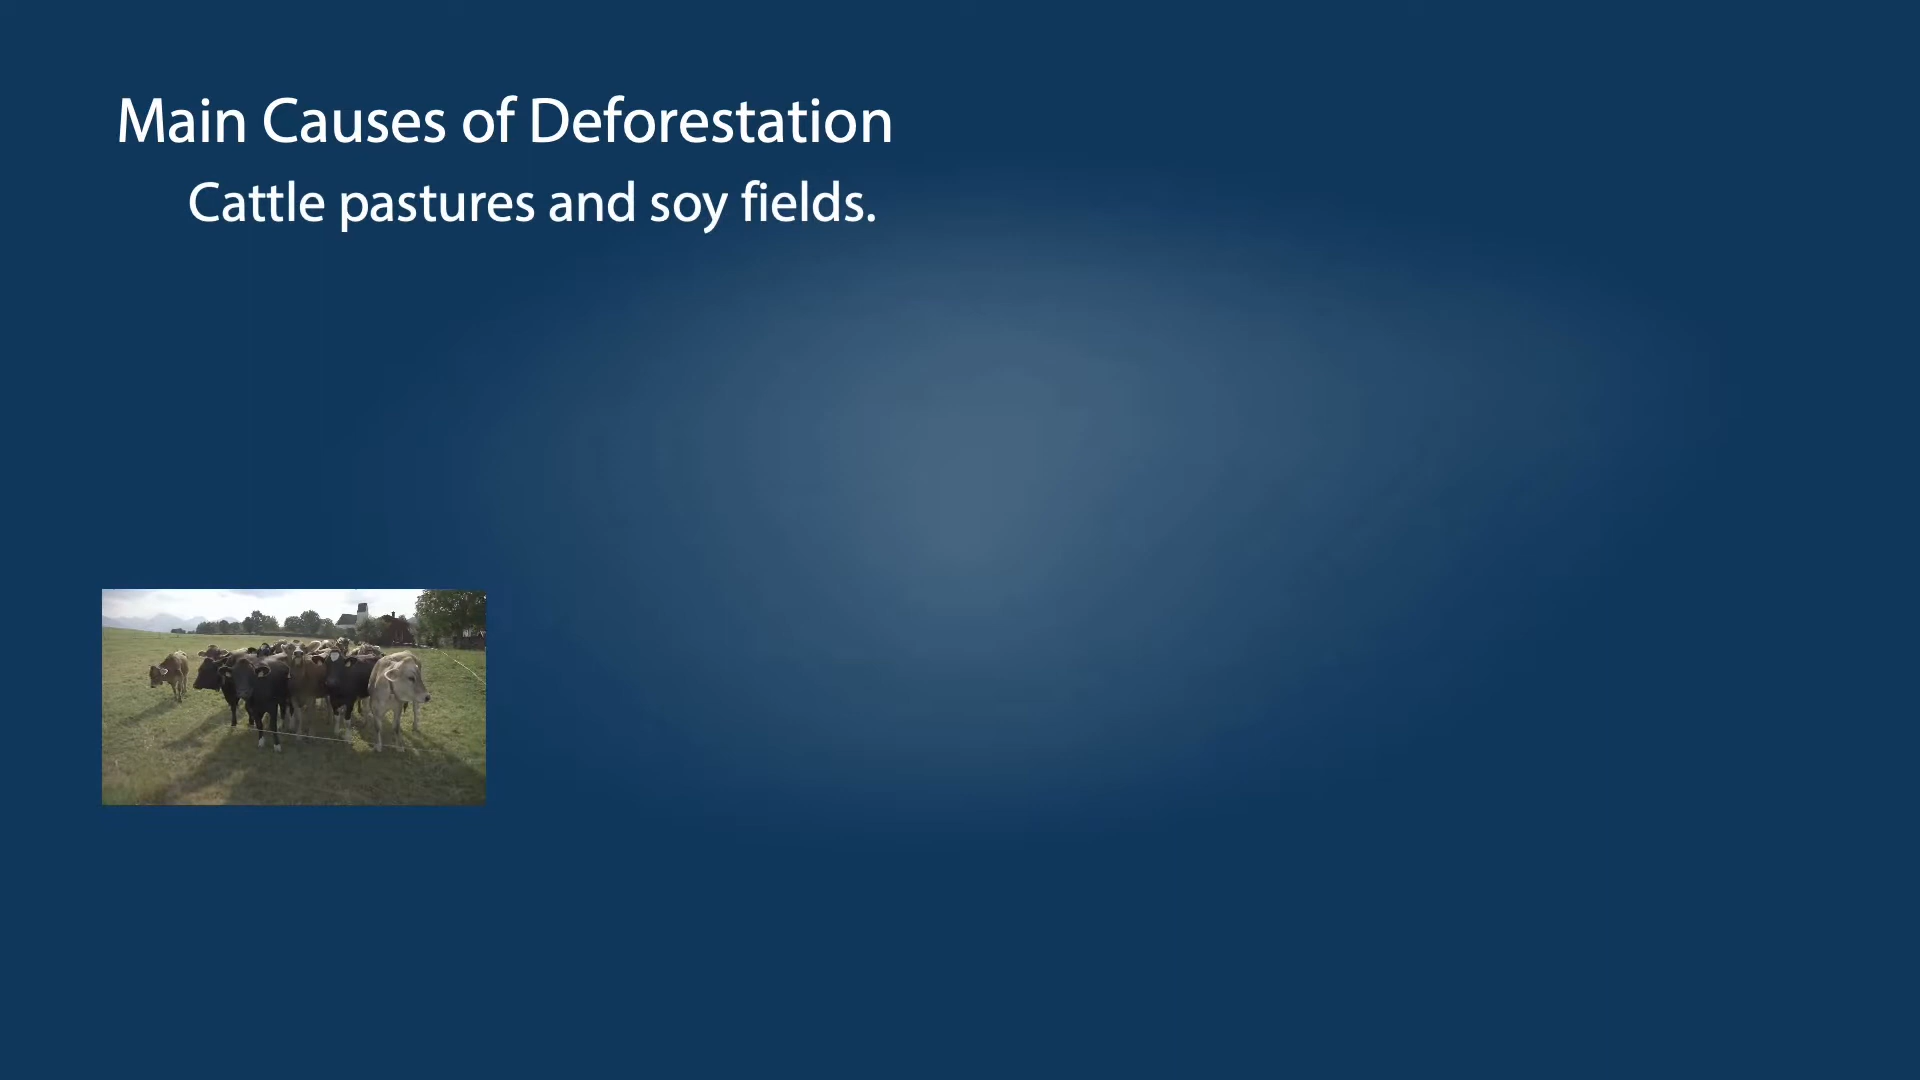 Main Causes of Deforestation
Cattle pastures and soy fields.